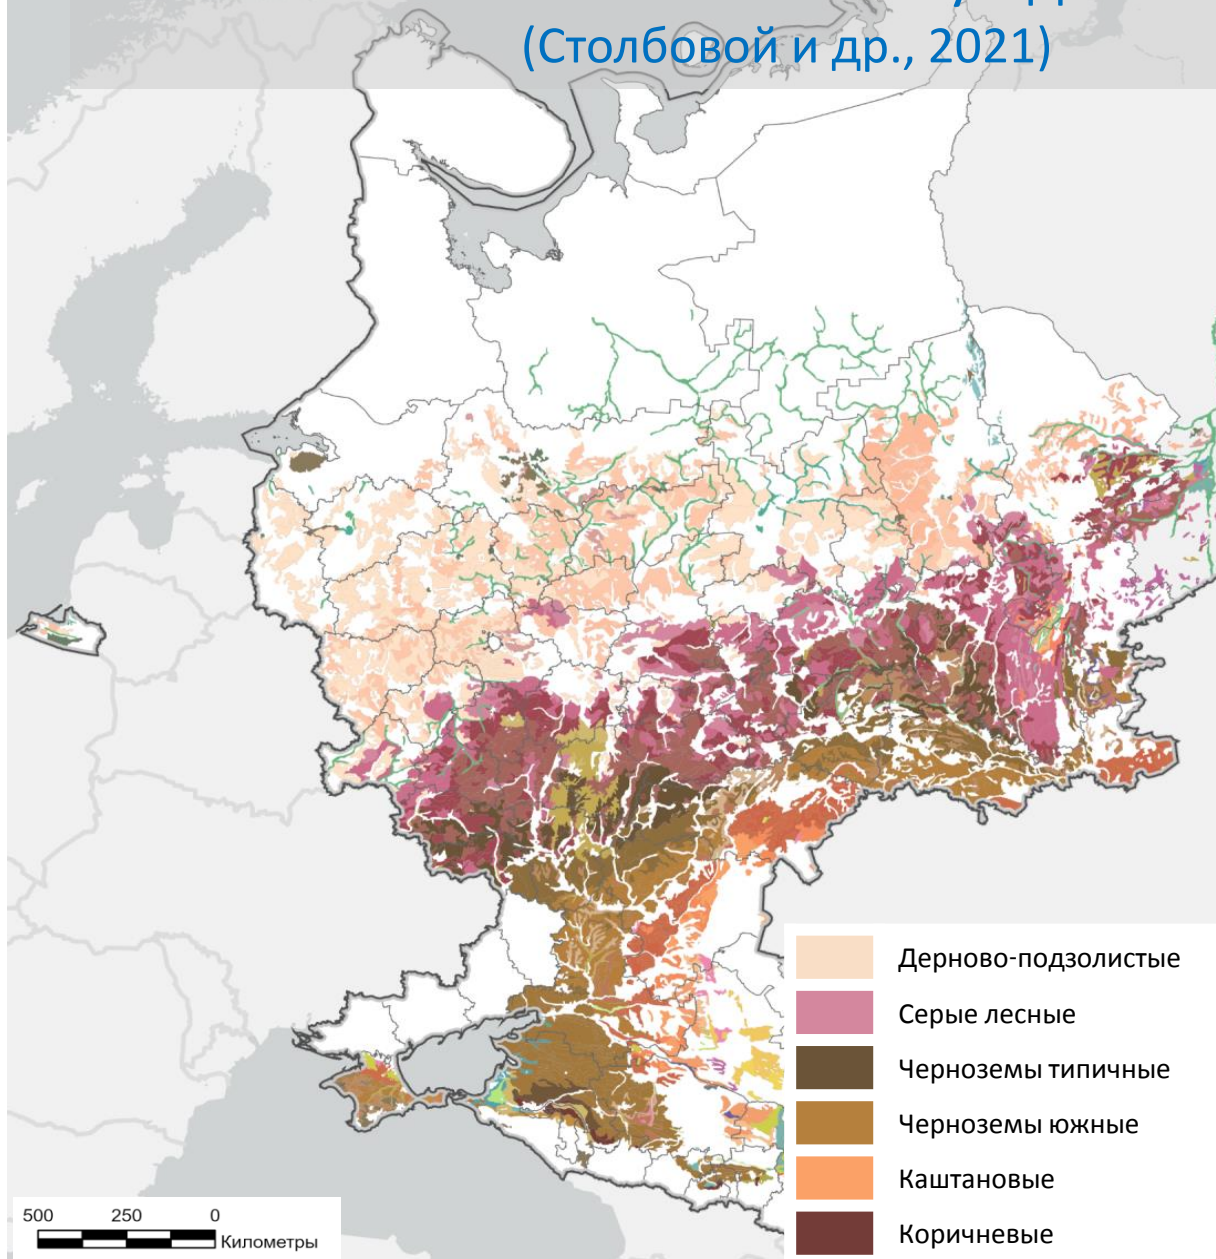 (Столбовой и др., 2021)
Дерново-подзолистые
Серые лесные
Черноземы типичные
Черноземы южные
Каштановые
Коричневые
500 250 0
Километры